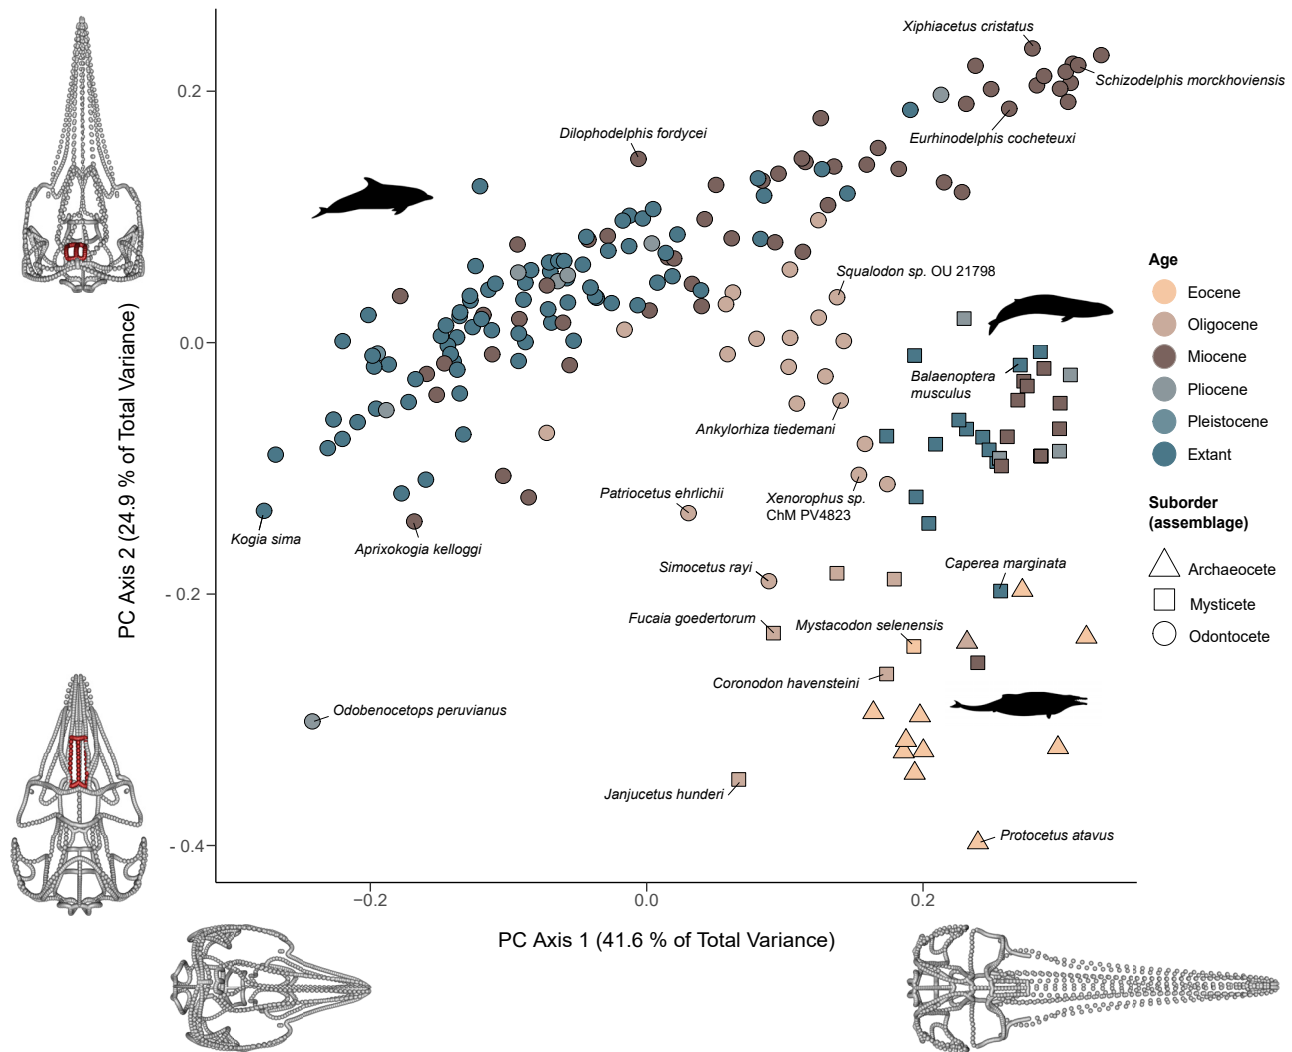 Xiphiacetus cristatus
Schizodelphis morckhoviensis
0.2
Dilophodelphis fordycei
Eurhinodelphis cocheteuxi
Squalodon sp. OU 21798
Age
Eocene
Oligocene
Miocene
Pliocene
Pleistocene
Extant
0.0
Balaenoptera
musculus
Ankylorhiza tiedemani
PC Axis 2 (24.9 % of Total Variance)
Patriocetus ehrlichii
Xenorophus sp.
ChM PV4823
Suborder
(assemblage)
Archaeocete
Mysticete
Odontocete
Kogia sima
Aprixokogia kelloggi
Simocetus rayi
Caperea marginata
- 0.2
Fucaia goedertorum
Mystacodon selenensis
Coronodon havensteini
Odobenocetops peruvianus
Janjucetus hunderi
Protocetus atavus
- 0.4
−0.2
0.0
0.2
PC Axis 1 (41.6 % of Total Variance)